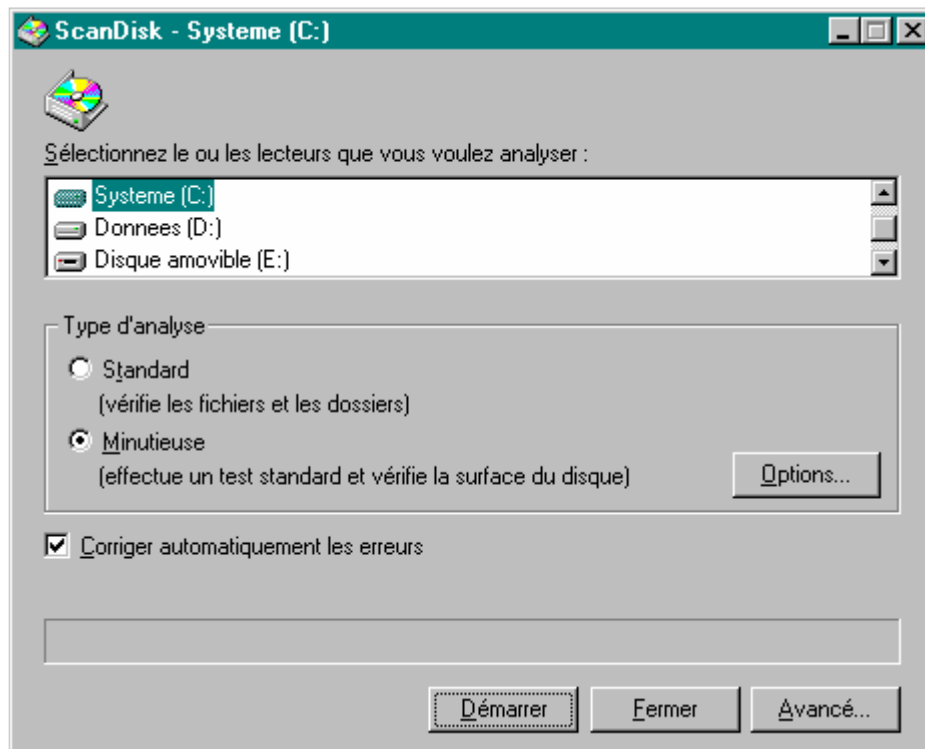 ScanDisk - Systeme (C:)
Sélectionnez le ou les lecteurs que vous voulez analyser :
Systeme (C:)
Donnees (D:)
Disque amovible (E:)
Type d'analyse
Standard
(vérifie les fichiers et les dossiers)
Minutieuse
(effectue un test standard et vérifie la surface du disque)
Options...
Corriger automatiquement les erreurs
Démarrer Fermer Avancé...